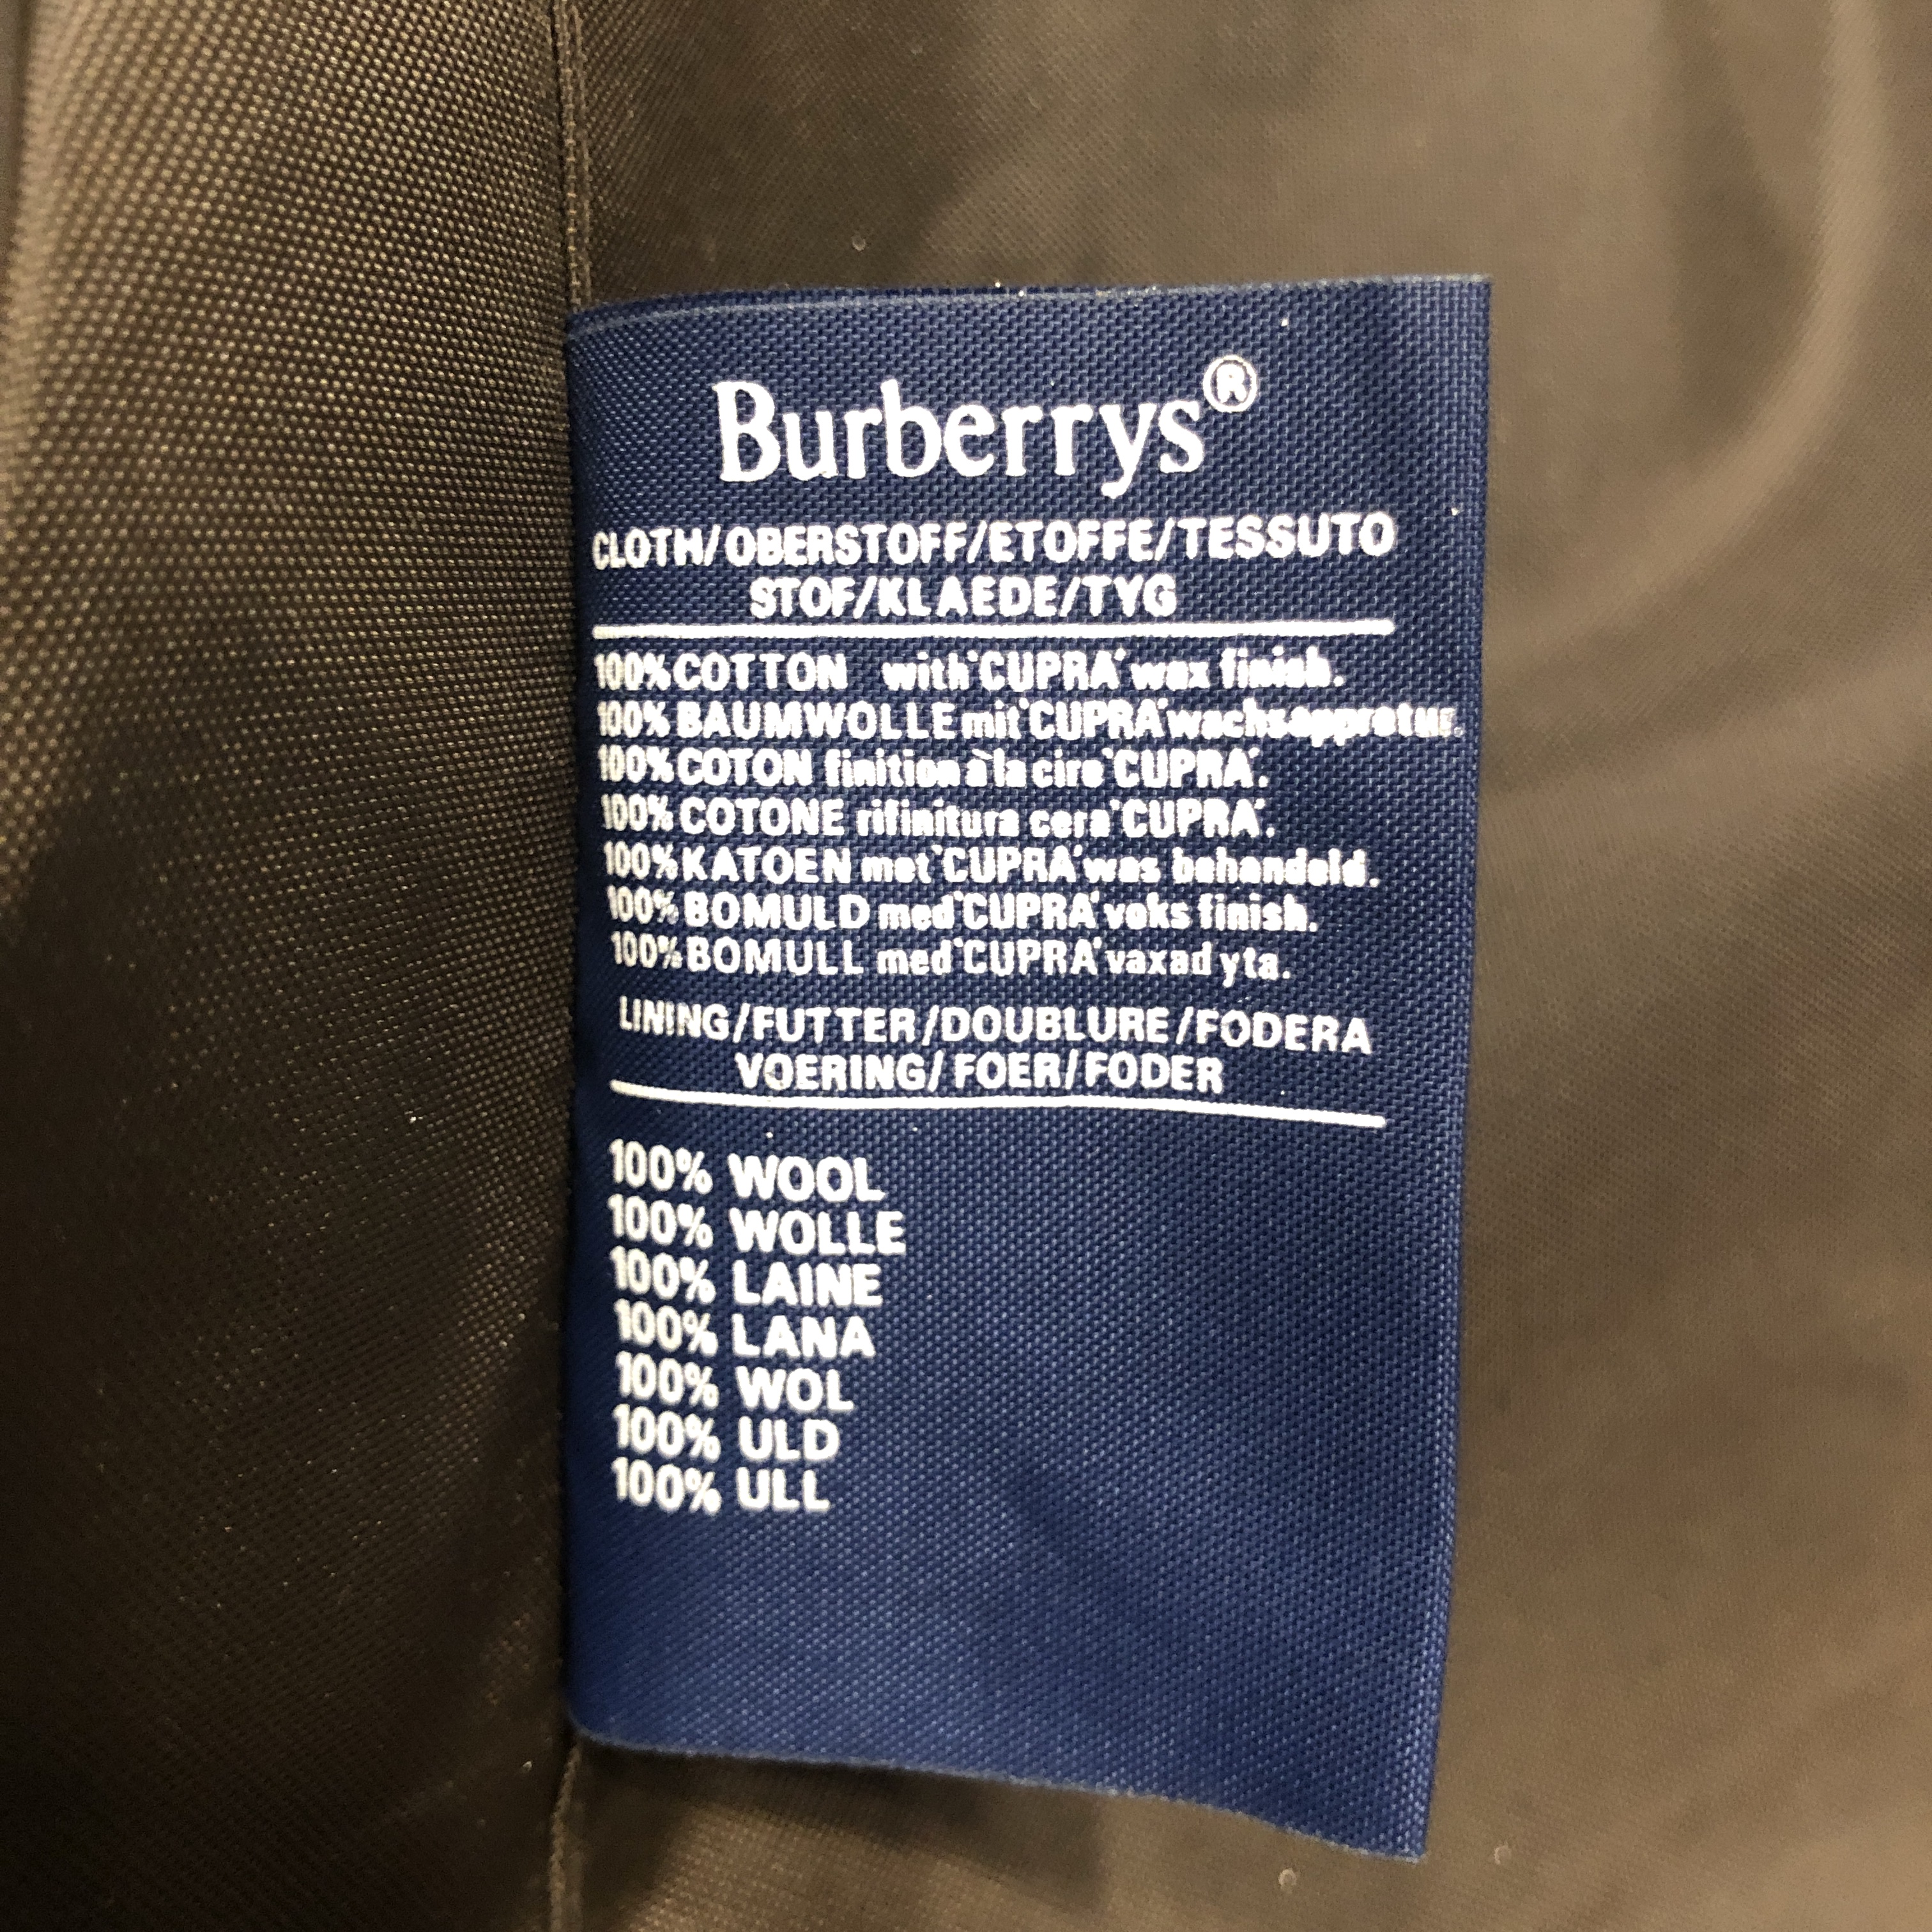 Burberrys®
CLOTH/OBERSTOFF/ETOFFE/TESSUTO
STOF/KLAEDE/TYG
100% COTTON with 'CUPRA' wax finish.
100% BAUMWOLLE mit 'CUPRA' wachsappretur.
100% COTON finition à la cire 'CUPRA'.
100% COTONE rifinitura cera 'CUPRA'.
100% KATOEN met 'CUPRA' was behandeld.
100% BOMULD med 'CUPRA' voks finish.
100% BOMULL med 'CUPRA' vaxad yta.
LINING/FUTTER/DOUBLURE/FODERA
VOERING/FOER/FODER
100% WOOL
100% WOLLE
100% LAINE
100% LANA
100% WOL
100% ULD
100% ULL